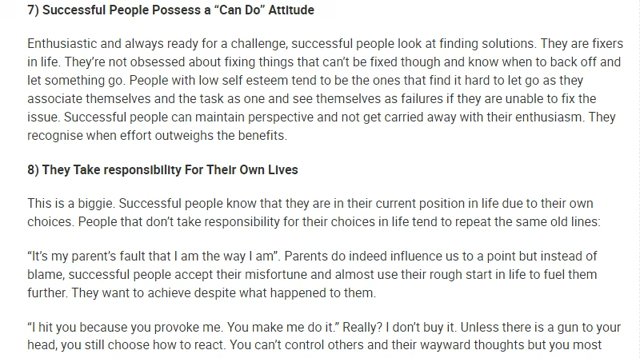 7) Successful People Possess a “Can Do” Attitude
Enthusiastic and always ready for a challenge, successful people look at finding solutions. They are fixers
in life. They’re not obsessed about fixing things that can’t be fixed though and know when to back off and
let something go. People with low self esteem tend to be the ones that find it hard to let go as they
associate themselves and the task as one and see themselves as failures if they are unable to fix the
issue. Successful people can maintain perspective and not get carried away with their enthusiasm. They
recognise when effort outweighs the benefits.
8) They Take responsibility For Their Own Lives
This is a biggie. Successful people know that they are in their current position in life due to their own
choices. People that don’t take responsibility for their choices in life tend to repeat the same old lines:
“It’s my parent’s fault that I am the way I am”. Parents do indeed influence us to a point but instead of
blame, successful people accept their misfortune and almost use their rough start in life to fuel them
further. They want to achieve despite what happened to them.
“I hit you because you provoke me. You make me do it.” Really? I don’t buy it. Unless there is a gun to your
head, you still choose how to react. You can’t control others and their wayward thoughts but you most